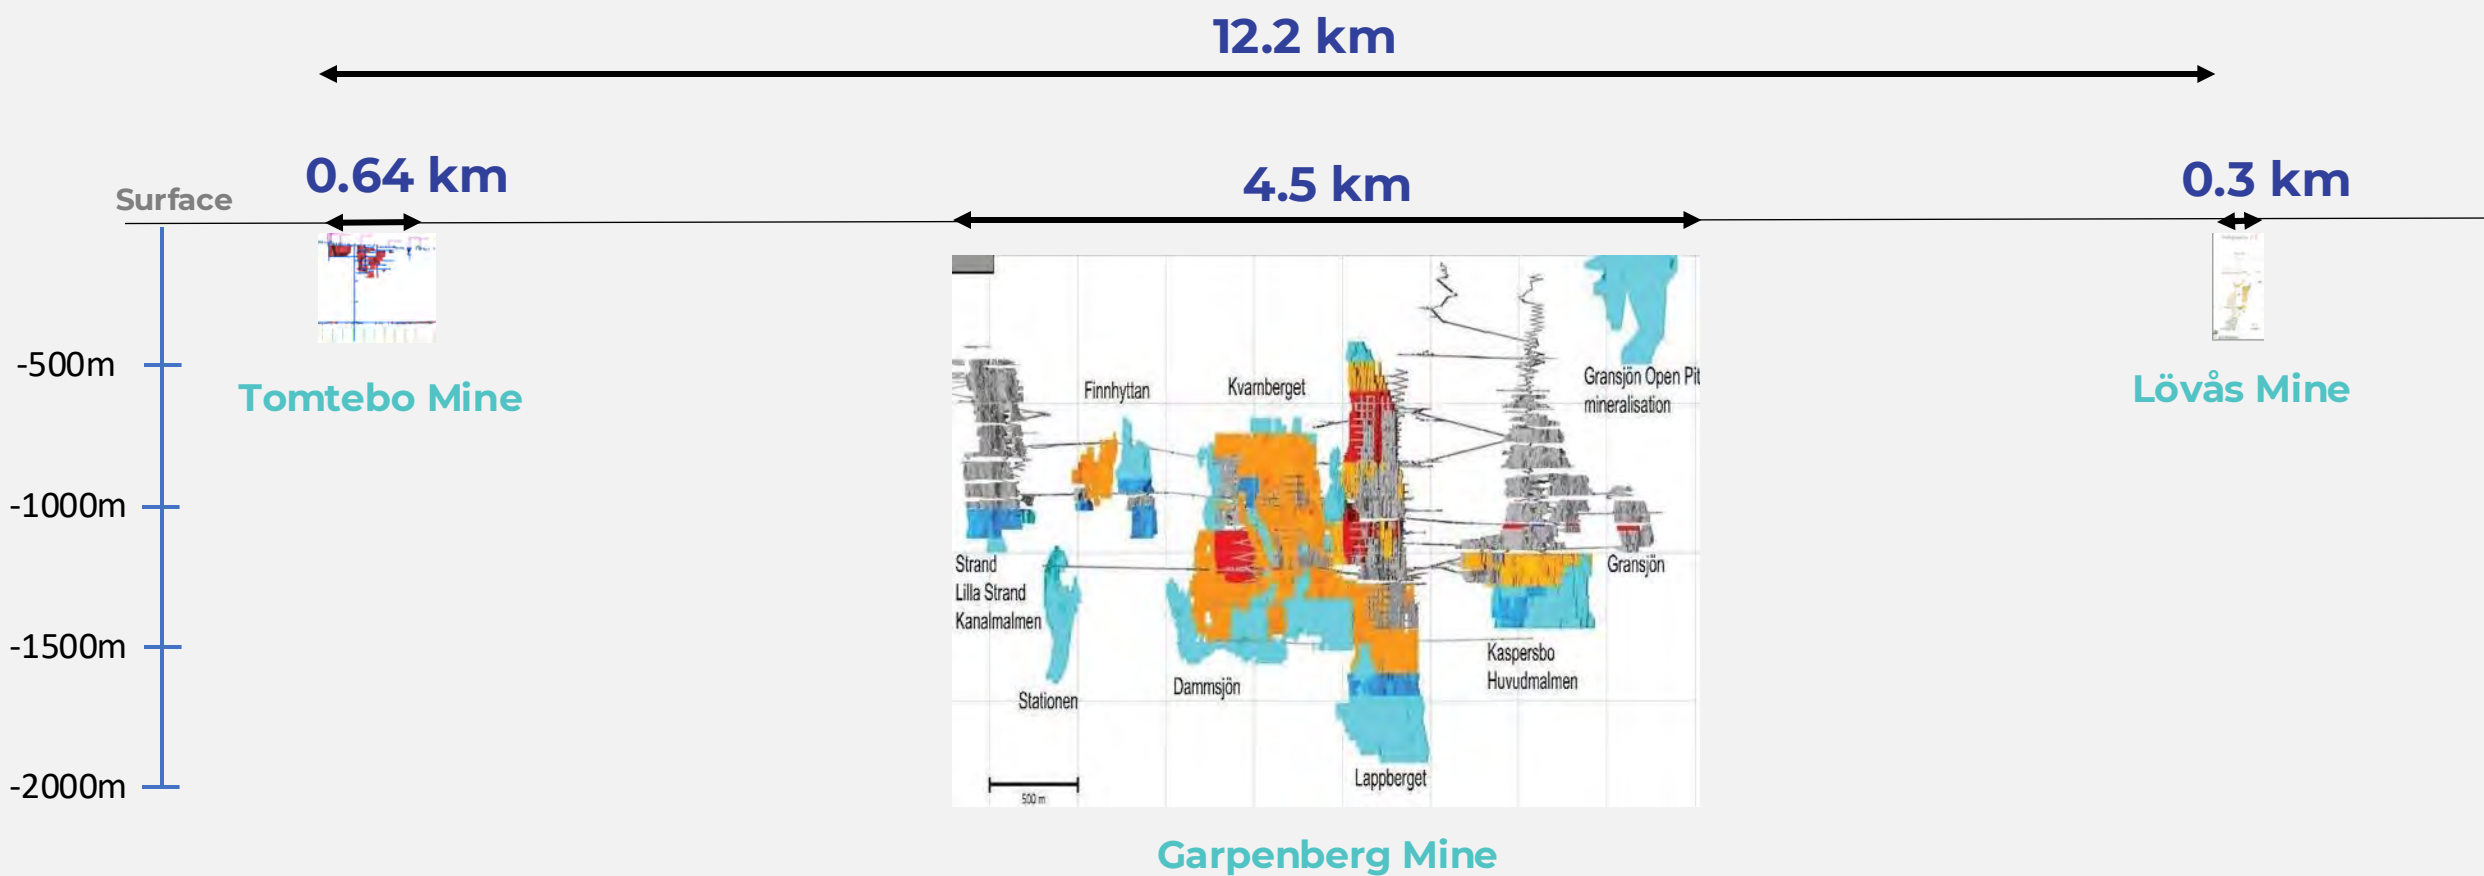 12.2 km
0.64 km
4.5 km
0.3 km
Surface
-500m
-1000m
-1500m
-2000m
Tomtebo Mine
Lövås Mine
Finnhyttan
Kvarnberget
Gransjön Open Pit
mineralisation
Strand
Lilla Strand
Kanalmalmen
Gransjön
Stationen
Dammsjön
Kaspersbo
Huvudmalmen
Lappberget
500 m
Garpenberg Mine